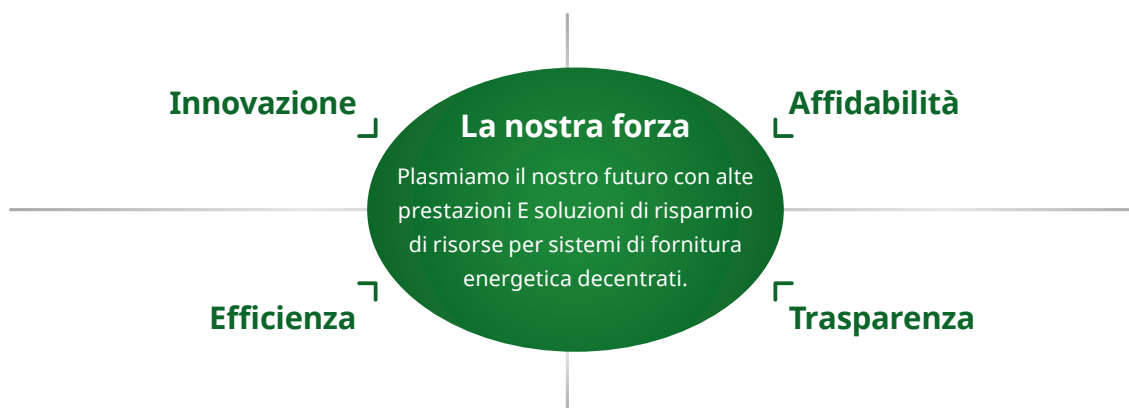 Innovazione
Affidabilità
La nostra forza
Plasmiamo il nostro futuro con alte
prestazioni E soluzioni di risparmio
di risorse per sistemi di fornitura
energetica decentrati.
Efficienza
Trasparenza